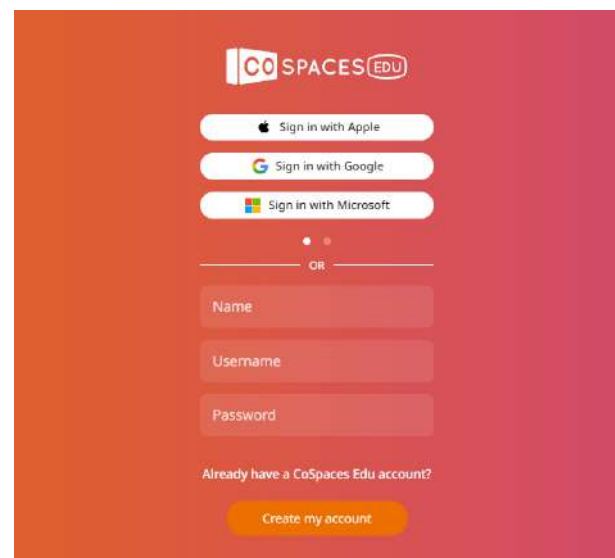 CO SPACES EDU
Sign in with Apple
Sign in with Google
Sign in with Microsoft
OR
Name
Username
Password
Already have a CoSpaces Edu account?
Create my account